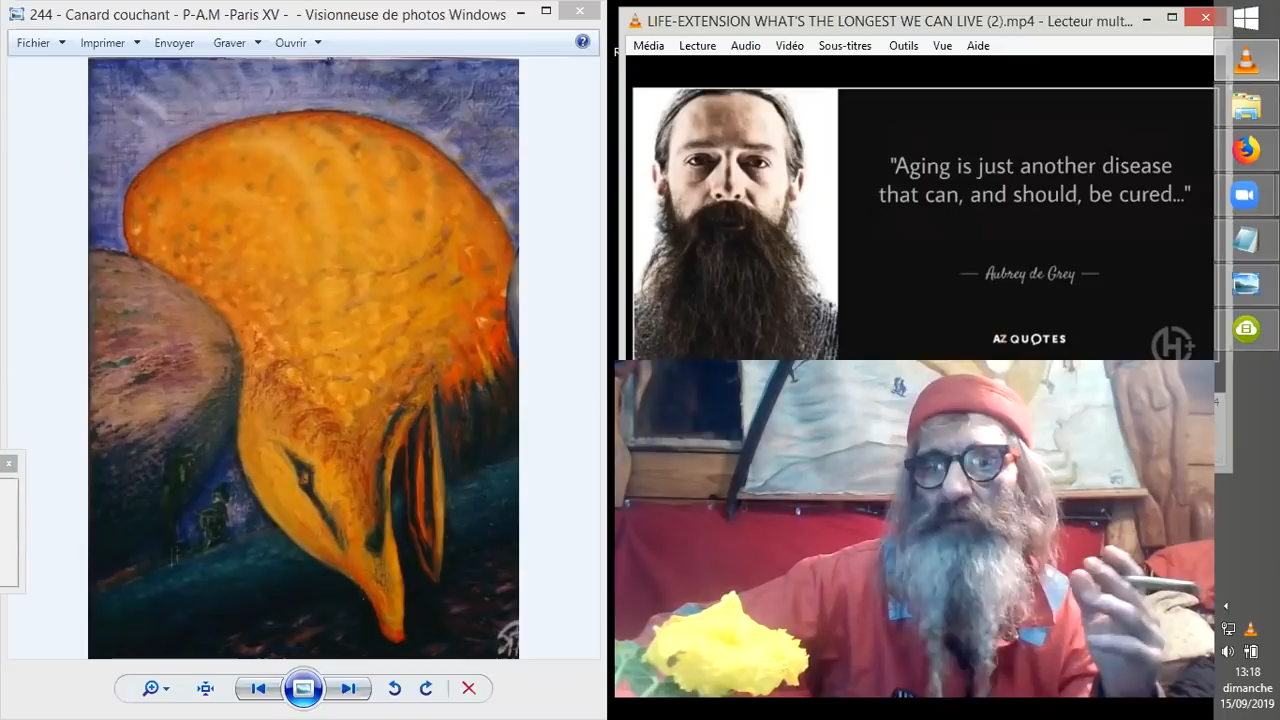 244 - Canard couchant - P-A.M -Paris XV - - Visionneuse de photos Windows
Fichier Imprimer Envoyer Graver Ouvrir
LIFE-EXTENSION WHAT'S THE LONGEST WE CAN LIVE (2).mp4 - Lecteur mult...
Média Lecture Audio Vidéo Sous-titres Outils Vue Aide
"Aging is just another disease
that can, and should, be cured..."
Aubrey de Grey
AZ QUOTES
H+
13:18
dimanche
15/09/2019